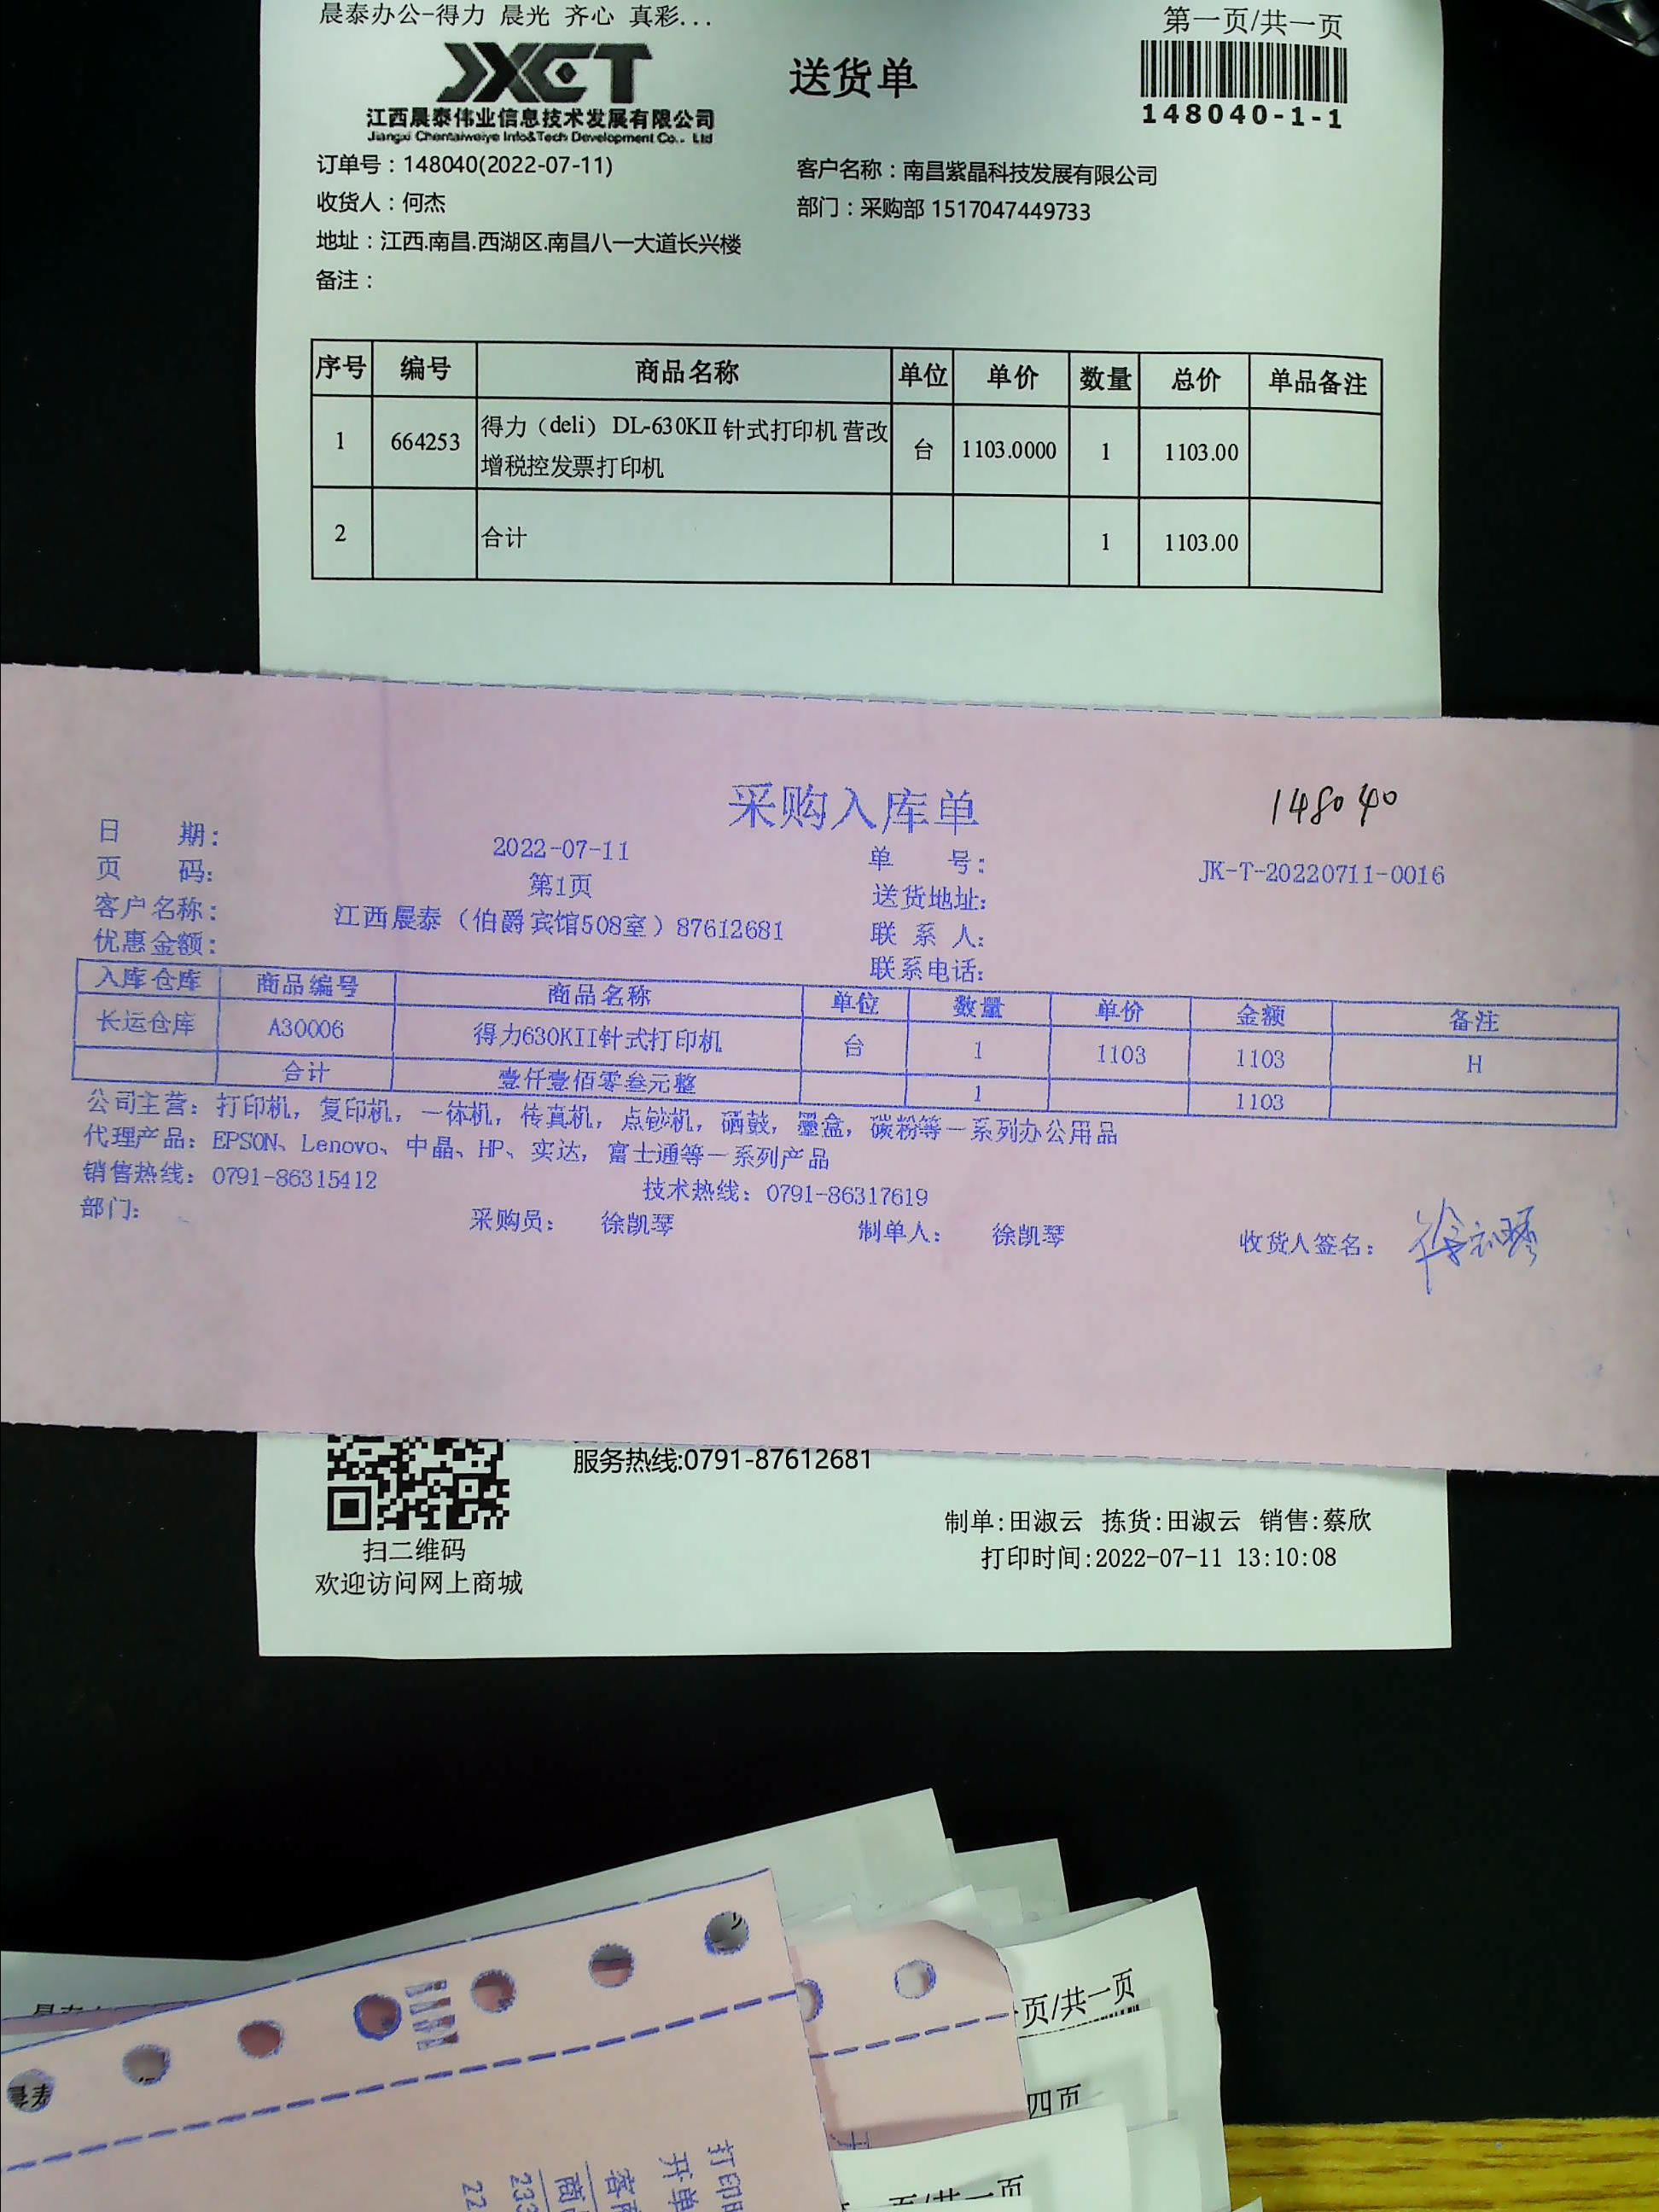 晨泰办公-得力 晨光 齐心 真彩...
第一页/共一页
JXCT
送货单
148040-1-1
江西晨泰伟业信息技术发展有限公司
Jiangxi Chentaiweiye Info&Tech Development Co., Ltd
订单号：148040(2022-07-11)
客户名称：南昌紫晶科技发展有限公司
收货人：何杰
部门：采购部 1517047449733
地址：江西.南昌.西湖区.南昌八一大道长兴楼
备注：
序号 编号 商品名称 单位 单价 数量 总价 单品备注
1 664253 得力（deli） DL-630KII 针式打印机 营改 台 1103.0000 1 1103.00
增税控发票打印机
2 合计 1 1103.00
采购入库单
148040
日 期： 2022-07-11 单 号： JK-T-20220711-0016
页 码： 第1页 送货地址：
客户名称： 江西晨泰（伯爵宾馆508室）87612681 联 系 人：
优惠金额： 联系电话：
入库仓库 商品编号 商品名称 单位 数量 单价 金额 备注
长运仓库 A30006 得力630KII针式打印机 台 1 1103 1103 H
合计 壹仟壹佰零叁元整 1 1103
公司主营：打印机，复印机，一体机，传真机，点钞机，硒鼓，墨盒，碳粉等一系列办公用品
代理产品：EPSON、Lenovo、中晶、HP、实达，富士通等一系列产品
销售热线：0791-86315412 技术热线：0791-86317619
部门： 采购员： 徐凯琴 制单人： 徐凯琴 收货人签名： 徐凯琴
服务热线:0791-87612681
制单:田淑云 拣货:田淑云 销售:蔡欣
扫二维码
打印时间:2022-07-11 13:10:08
欢迎访问网上商城
页/共一页
四页
页/共一页
开单
商
233
22